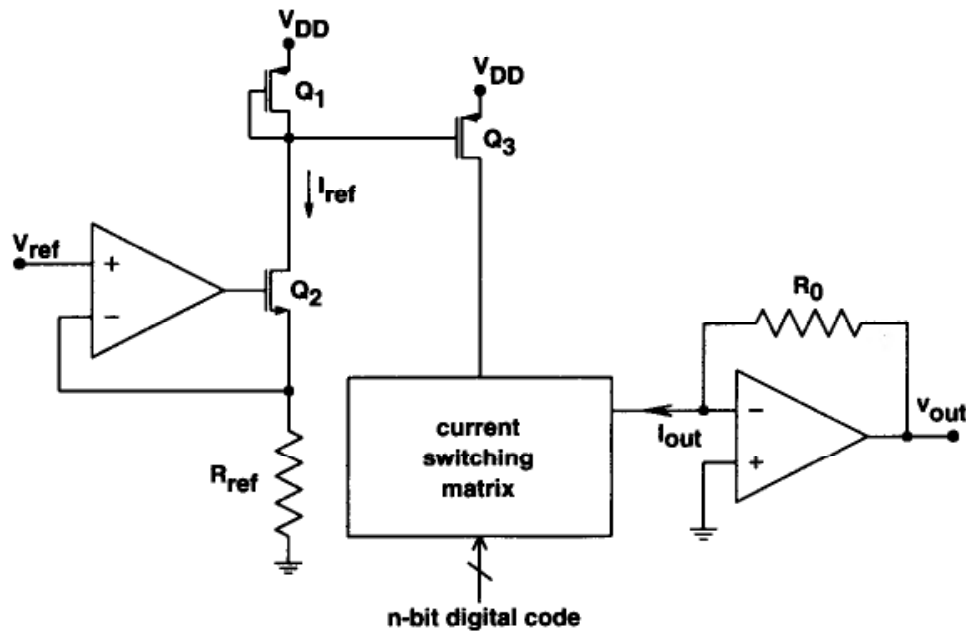 VDD
Q1
VDD
Q3
Iref
Vref
+
−
Q2
Rref
current
switching
matrix
n-bit digital code
R0
Iout
−
+
vout